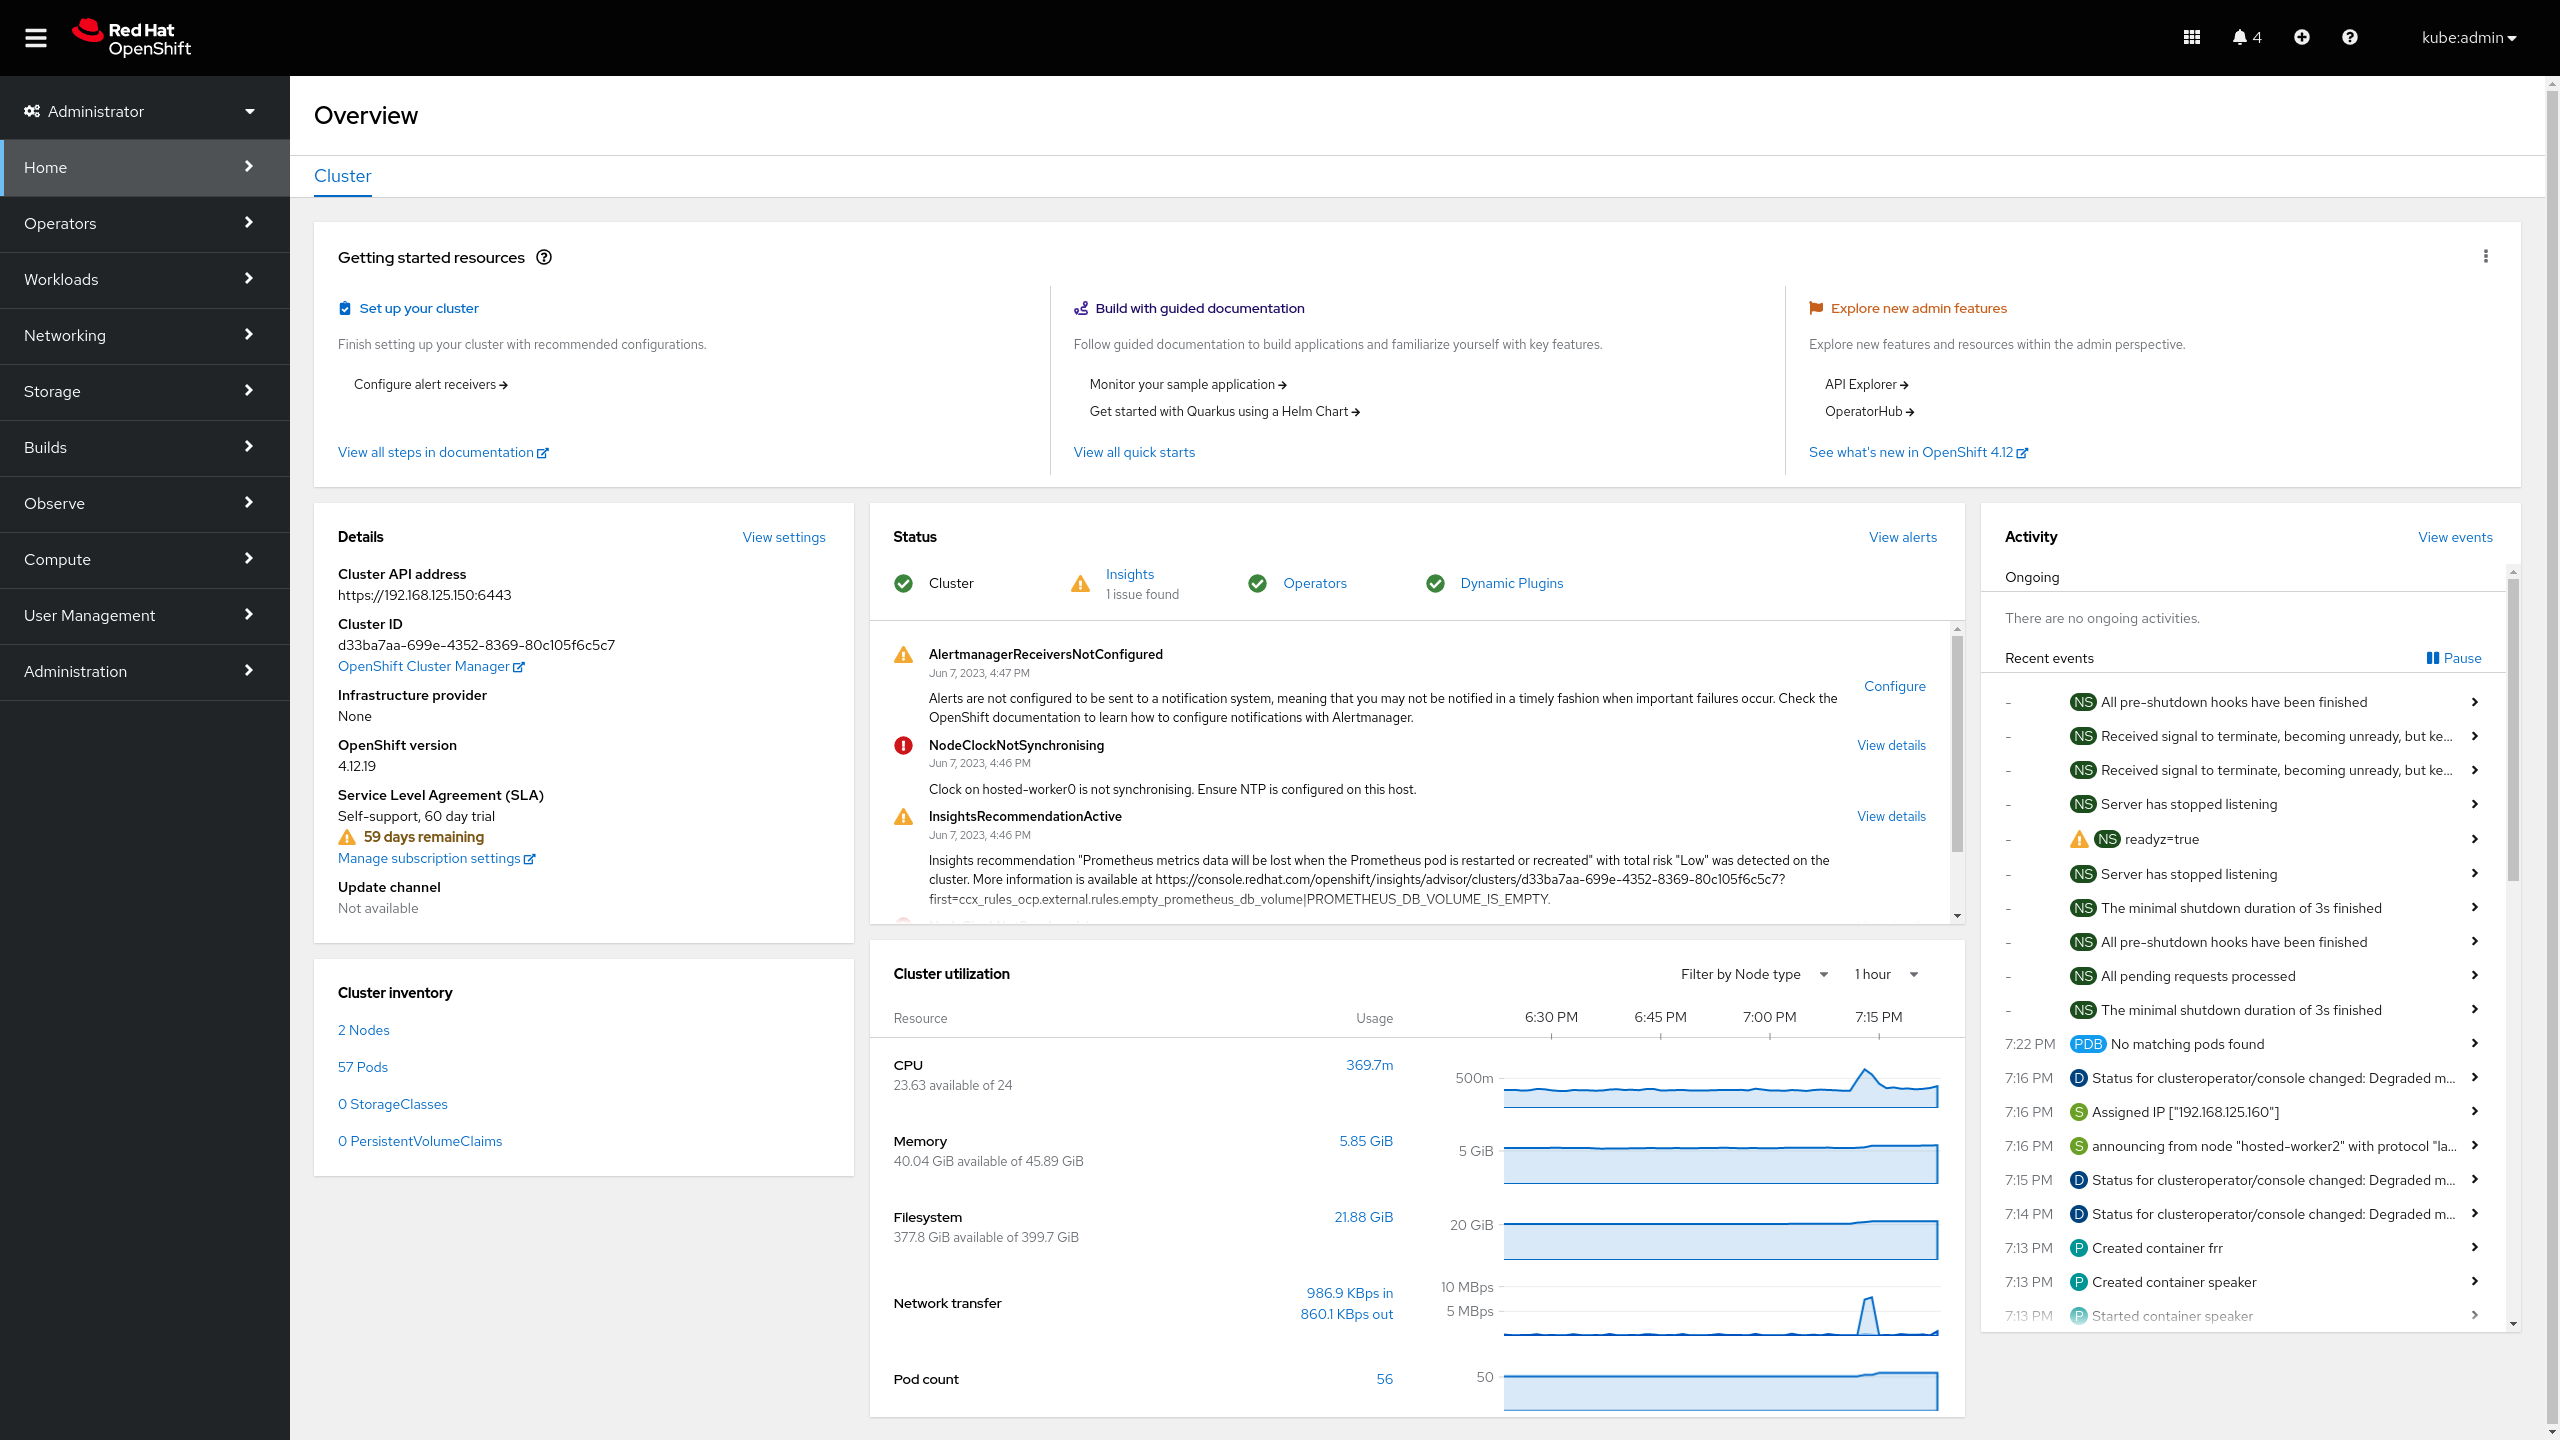 Red Hat
OpenShift
4
kube:admin
Administrator
Home
Operators
Workloads
Networking
Storage
Builds
Observe
Compute
User Management
Administration
Overview
Cluster
Getting started resources
Set up your cluster
Finish setting up your cluster with recommended configurations.
Configure alert receivers
View all steps in documentation
Build with guided documentation
Follow guided documentation to build applications and familiarize yourself with key features.
Monitor your sample application
Get started with Quarkus using a Helm Chart
View all quick starts
Explore new admin features
Explore new features and resources within the admin perspective.
API Explorer
OperatorHub
See what's new in OpenShift 4.12
Details
View settings
Cluster API address
https://192.168.125.150:6443
Cluster ID
d33ba7aa-699e-4352-8369-80c105f6c5c7
OpenShift Cluster Manager
Infrastructure provider
None
OpenShift version
4.12.19
Service Level Agreement (SLA)
Self-support, 60 day trial
59 days remaining
Manage subscription settings
Update channel
Not available
Cluster inventory
2 Nodes
57 Pods
0 StorageClasses
0 PersistentVolumeClaims
Status
View alerts
Cluster
Insights
1 issue found
Operators
Dynamic Plugins
AlertmanagerReceiversNotConfigured
Jun 7, 2023, 4:47 PM
Alerts are not configured to be sent to a notification system, meaning that you may not be notified in a timely fashion when important failures occur. Check the
OpenShift documentation to learn how to configure notifications with Alertmanager.
Configure
NodeClockNotSynchronising
View details
Jun 7, 2023, 4:46 PM
Clock on hosted-worker0 is not synchronising. Ensure NTP is configured on this host.
InsightsRecommendationActive
View details
Jun 7, 2023, 4:46 PM
Insights recommendation "Prometheus metrics data will be lost when the Prometheus pod is restarted or recreated" with total risk "Low" was detected on the
cluster. More information is available at https://console.redhat.com/openshift/insights/advisor/clusters/d33ba7aa-699e-4352-8369-80c105f6c5c7?
first=ccx_rules_ocp.external.rules.empty_prometheus_db_volume|PROMETHEUS_DB_VOLUME_IS_EMPTY.
Cluster utilization
Filter by Node type
1 hour
Resource
Usage
6:30 PM
6:45 PM
7:00 PM
7:15 PM
CPU
23.63 available of 24
369.7m
500m
Memory
40.04 GiB available of 45.89 GiB
5.85 GiB
5 GiB
Filesystem
377.8 GiB available of 399.7 GiB
21.88 GiB
20 GiB
Network transfer
986.9 KBps in
860.1 KBps out
10 MBps
5 MBps
Pod count
56
50
Activity
View events
Ongoing
There are no ongoing activities.
Recent events
Pause
- NS All pre-shutdown hooks have been finished
- NS Received signal to terminate, becoming unready, but ke...
- NS Received signal to terminate, becoming unready, but ke...
- NS Server has stopped listening
- NS readyz=true
- NS Server has stopped listening
- NS The minimal shutdown duration of 3s finished
- NS All pre-shutdown hooks have been finished
- NS All pending requests processed
- NS The minimal shutdown duration of 3s finished
7:22 PM PDB No matching pods found
7:16 PM D Status for clusteroperator/console changed: Degraded m...
7:16 PM S Assigned IP ["192.168.125.160"]
7:16 PM S announcing from node "hosted-worker2" with protocol "la...
7:15 PM D Status for clusteroperator/console changed: Degraded m...
7:14 PM D Status for clusteroperator/console changed: Degraded m...
7:13 PM P Created container frr
7:13 PM P Created container speaker
7:13 PM P Started container speaker